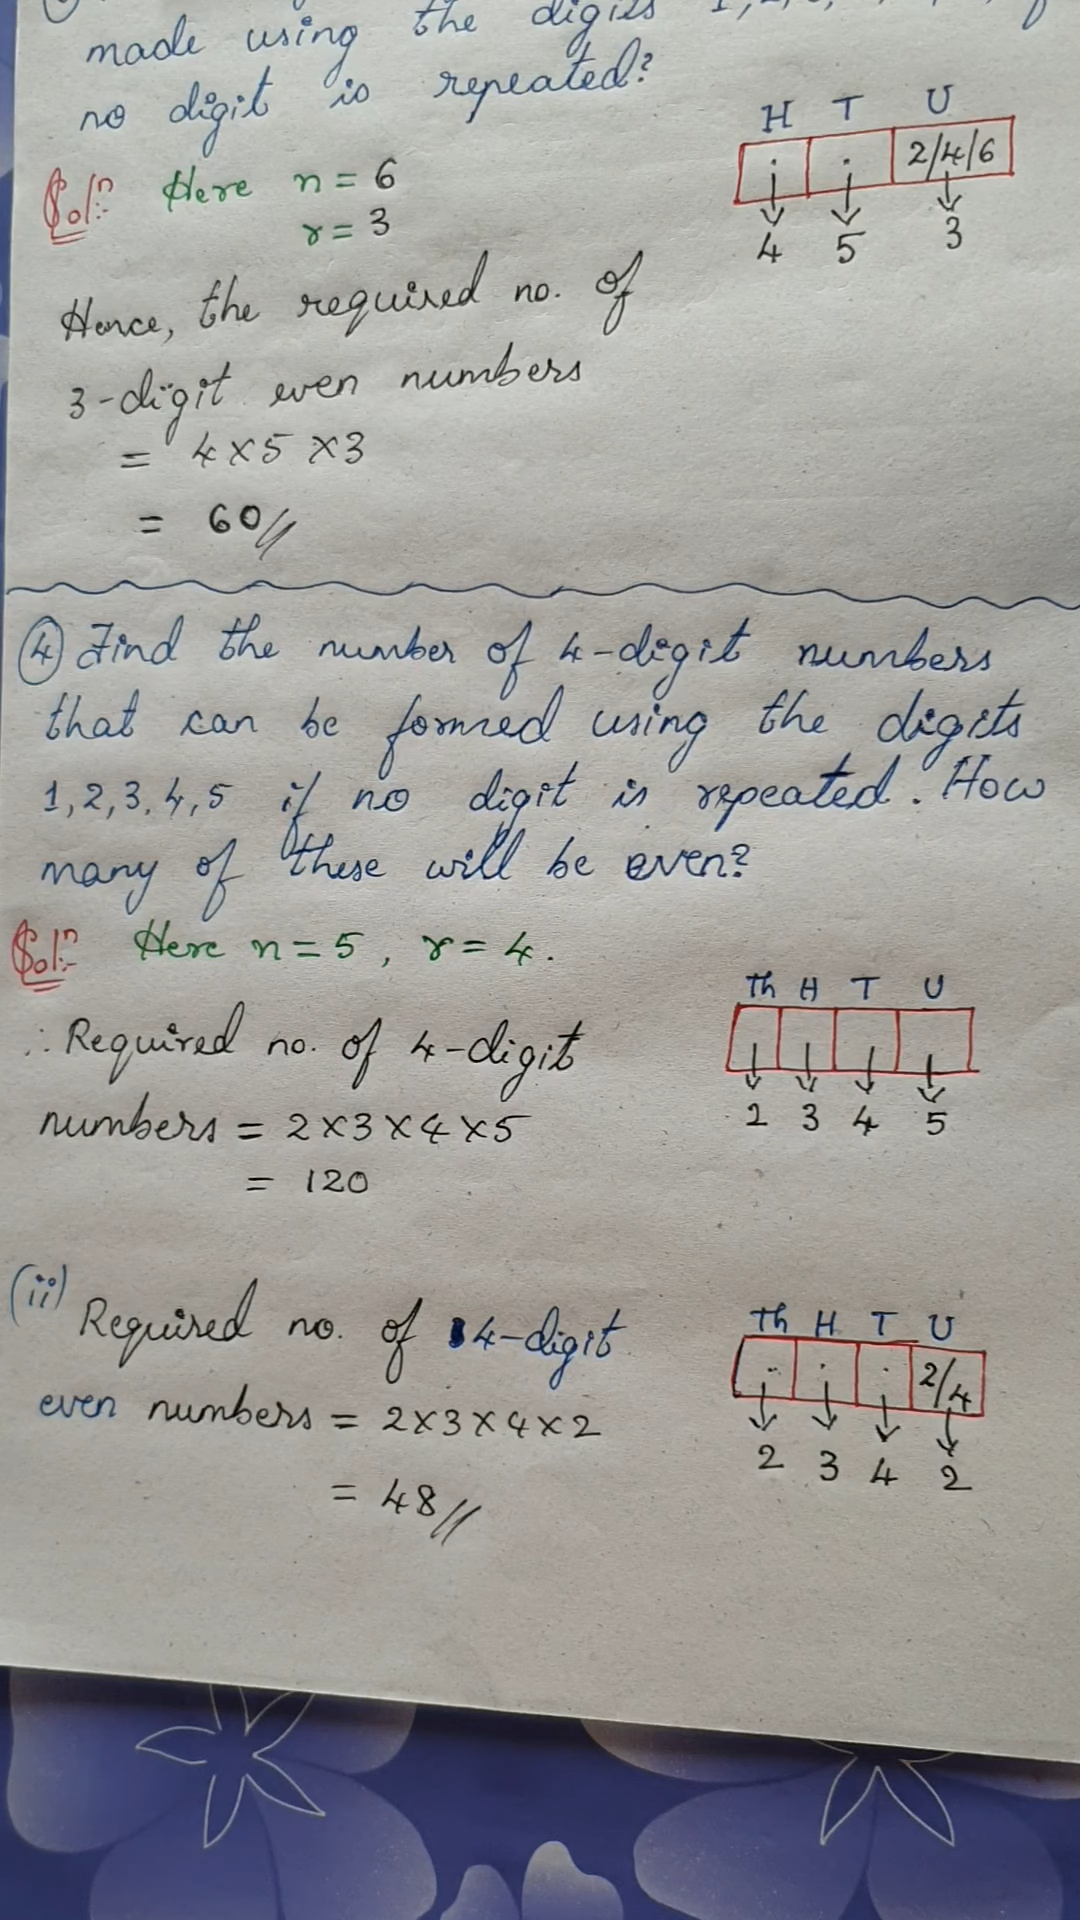 made using the digits 1, 2,
no digit is repeated?
H T U
2/4/6
4 5 3
Solⁿ: Here n = 6
r = 3
Hence, the required no. of
3-digit even numbers
= 4 × 5 × 3
= 60//
④ Find the number of 4-digit numbers
that can be formed using the digits
1, 2, 3, 4, 5 if no digit is repeated. How
many of these will be even?
Solⁿ: Here n = 5, r = 4.
Th H T U
2 3 4 5
∴ Required no. of 4-digit
numbers = 2 × 3 × 4 × 5
= 120
(ii) Required no. of 4-digit
even numbers = 2 × 3 × 4 × 2
= 48//
Th H T U
2/4
2 3 4 2